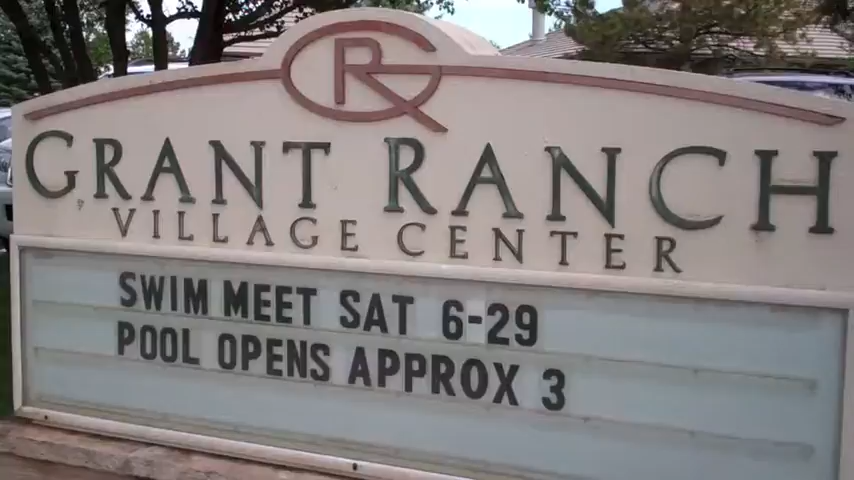 GR
GRANT RANCH
VILLAGE CENTER
SWIM MEET SAT 6-29
POOL OPENS APPROX 3